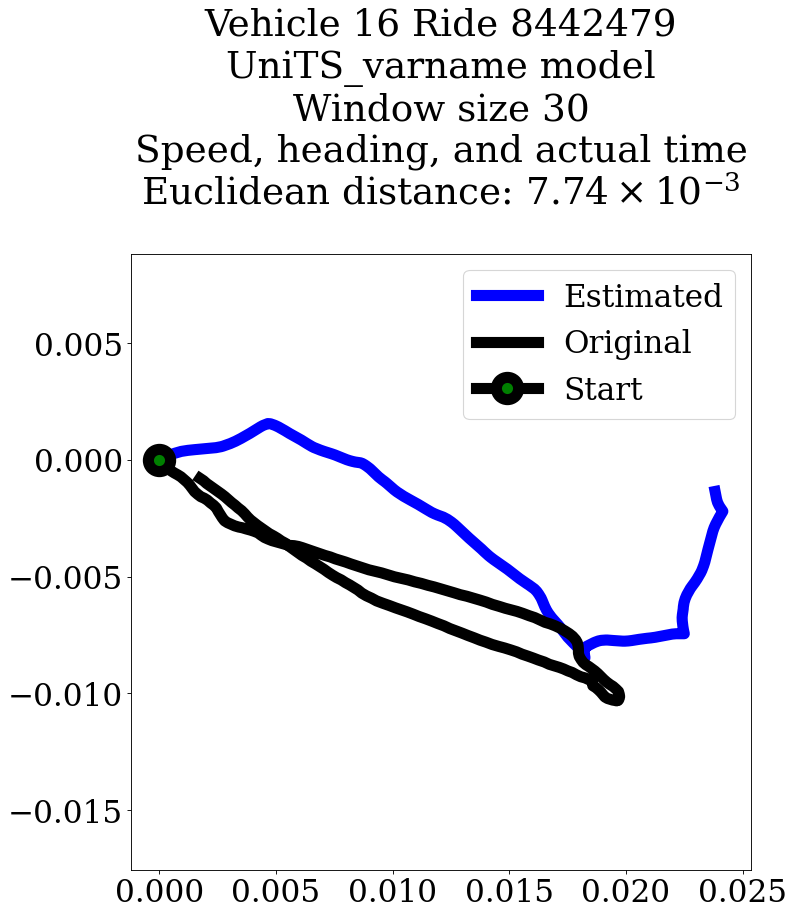 Vehicle 16 Ride 8442479
UniTS_varname model
Window size 30
Speed, heading, and actual time
Euclidean distance: 7.74 × 10⁻³
Estimated
Original
Start
0.005
0.000
−0.005
−0.010
−0.015
0.000 0.005 0.010 0.015 0.020 0.025